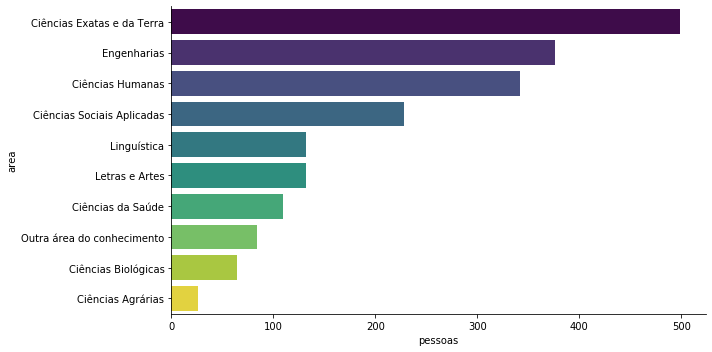 Ciências Exatas e da Terra
Engenharias
Ciências Humanas
Ciências Sociais Aplicadas
Linguística
Letras e Artes
Ciências da Saúde
Outra área do conhecimento
Ciências Biológicas
Ciências Agrárias
area
0 100 200 300 400 500
pessoas